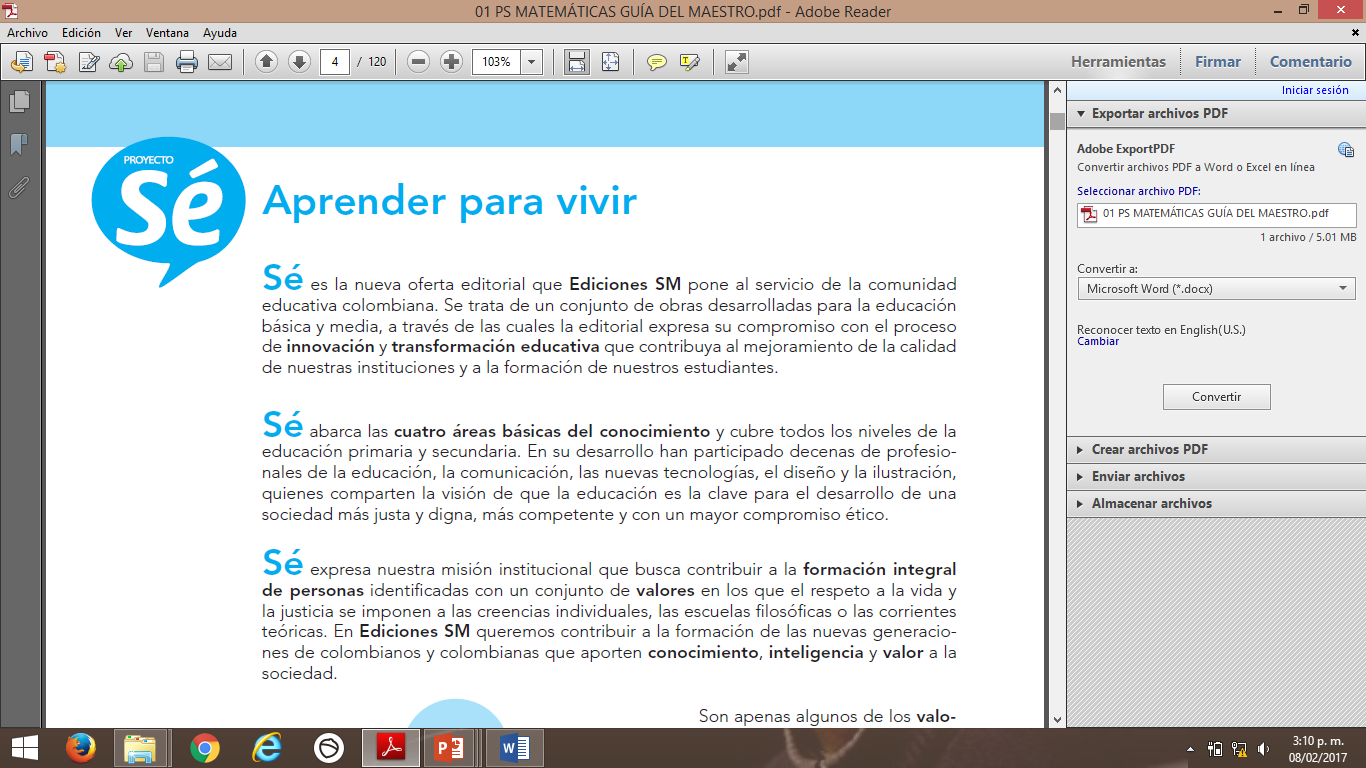 01 PS MATEMÁTICAS GUÍA DEL MAESTRO.pdf - Adobe Reader
Archivo Edición Ver Ventana Ayuda
4 / 120 103% Herramientas Firmar Comentario
Iniciar sesión
PROYECTO
Sé
Aprender para vivir
Sé es la nueva oferta editorial que Ediciones SM pone al servicio de la comunidad
educativa colombiana. Se trata de un conjunto de obras desarrolladas para la educación
básica y media, a través de las cuales la editorial expresa su compromiso con el proceso
de innovación y transformación educativa que contribuya al mejoramiento de la calidad
de nuestras instituciones y a la formación de nuestros estudiantes.
Sé abarca las cuatro áreas básicas del conocimiento y cubre todos los niveles de la
educación primaria y secundaria. En su desarrollo han participado decenas de profesio-
nales de la educación, la comunicación, las nuevas tecnologías, el diseño y la ilustración,
quienes comparten la visión de que la educación es la clave para el desarrollo de una
sociedad más justa y digna, más competente y con un mayor compromiso ético.
Sé expresa nuestra misión institucional que busca contribuir a la formación integral
de personas identificadas con un conjunto de valores en los que el respeto a la vida y
la justicia se imponen a las creencias individuales, las escuelas filosóficas o las corrientes
teóricas. En Ediciones SM queremos contribuir a la formación de las nuevas generacio-
nes de colombianos y colombianas que aporten conocimiento, inteligencia y valor a la
sociedad.
Son apenas algunos de los valo-
Exportar archivos PDF
Adobe ExportPDF
Convertir archivos PDF a Word o Excel en línea
Seleccionar archivo PDF:
01 PS MATEMÁTICAS GUÍA DEL MAESTRO.pdf
1 archivo / 5.01 MB
Convertir a:
Microsoft Word (*.docx)
Reconocer texto en English(U.S.)
Cambiar
Convertir
Crear archivos PDF
Enviar archivos
Almacenar archivos
3:10 p. m.
08/02/2017